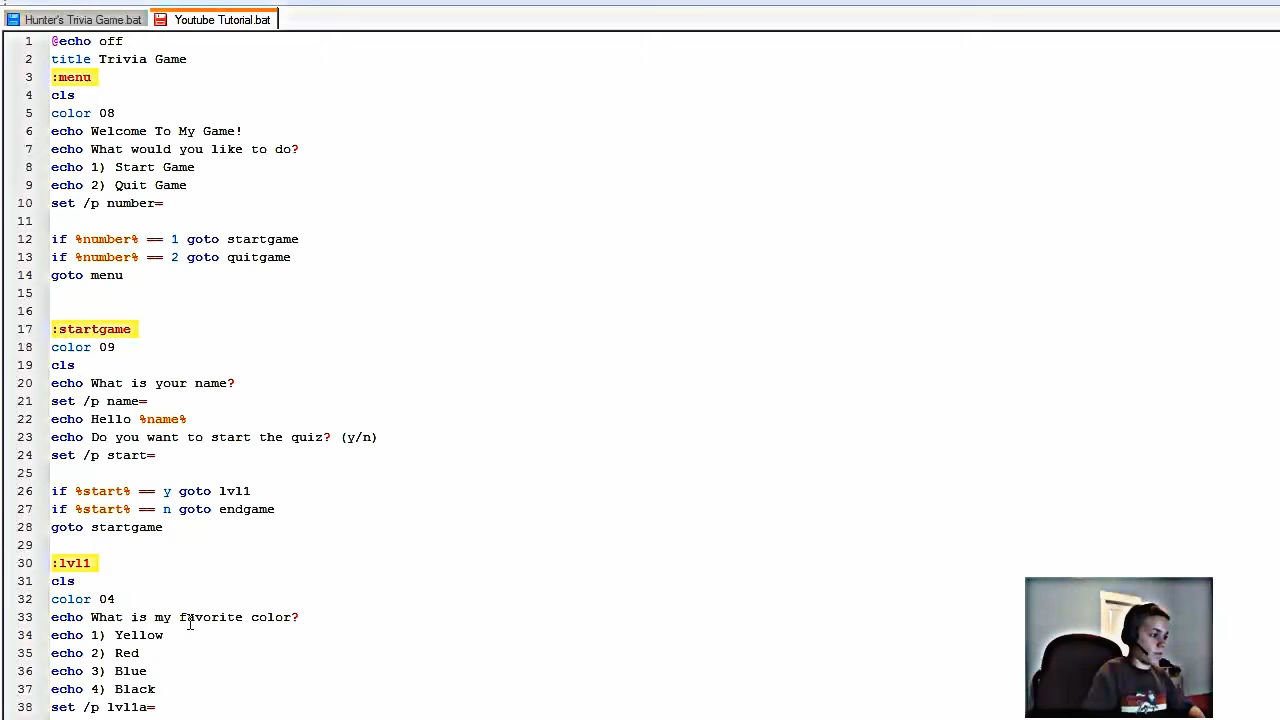 Hunter's Trivia Game.bat Youtube Tutorial.bat
1 @echo off
2 title Trivia Game
3 :menu
4 cls
5 color 08
6 echo Welcome To My Game!
7 echo What would you like to do?
8 echo 1) Start Game
9 echo 2) Quit Game
10 set /p number=
11
12 if %number% == 1 goto startgame
13 if %number% == 2 goto quitgame
14 goto menu
15
16
17 :startgame
18 color 09
19 cls
20 echo What is your name?
21 set /p name=
22 echo Hello %name%
23 echo Do you want to start the quiz? (y/n)
24 set /p start=
25
26 if %start% == y goto lvl1
27 if %start% == n goto endgame
28 goto startgame
29
30 :lvl1
31 cls
32 color 04
33 echo What is my favorite color?
34 echo 1) Yellow
35 echo 2) Red
36 echo 3) Blue
37 echo 4) Black
38 set /p lvl1a=